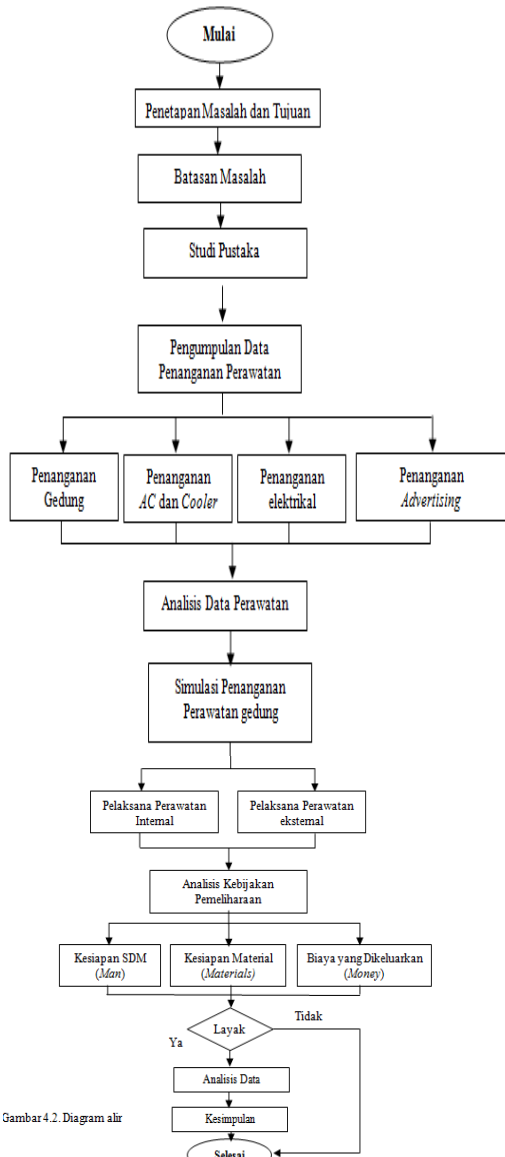 Mulai
Penetapan Masalah dan Tujuan
Batasan Masalah
Studi Pustaka
Pengumpulan Data
Penanganan Perawatan
Penanganan
Gedung
Penanganan
AC dan Cooler
Penanganan
elektrikal
Penanganan
Advertising
Analisis Data Perawatan
Simulasi Penanganan
Perawatan gedung
Pelaksana Perawatan
Internal
Pelaksana Perawatan
eksternal
Analisis Kebijakan
Pemeliharaan
Kesiapan SDM
(Man)
Kesiapan Material
(Materials)
Biaya yang Dikeluarkan
(Money)
Layak
Tidak
Ya
Analisis Data
Kesimpulan
Gambar 4.2. Diagram alir
Selesai